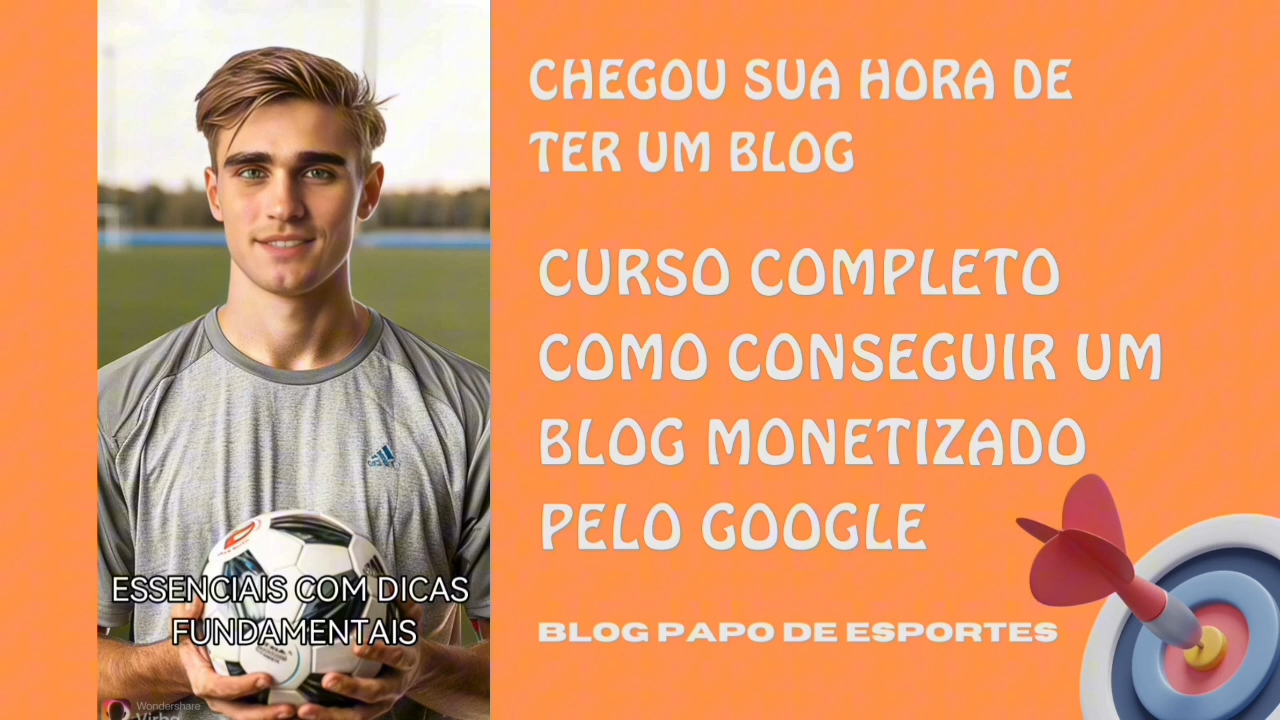 CHEGOU SUA HORA DE
TER UM BLOG
CURSO COMPLETO
COMO CONSEGUIR UM
BLOG MONETIZADO
PELO GOOGLE
BLOG PAPO DE ESPORTES
ESSENCIAIS COM DICAS
FUNDAMENTAIS
Wondershare
Virbo